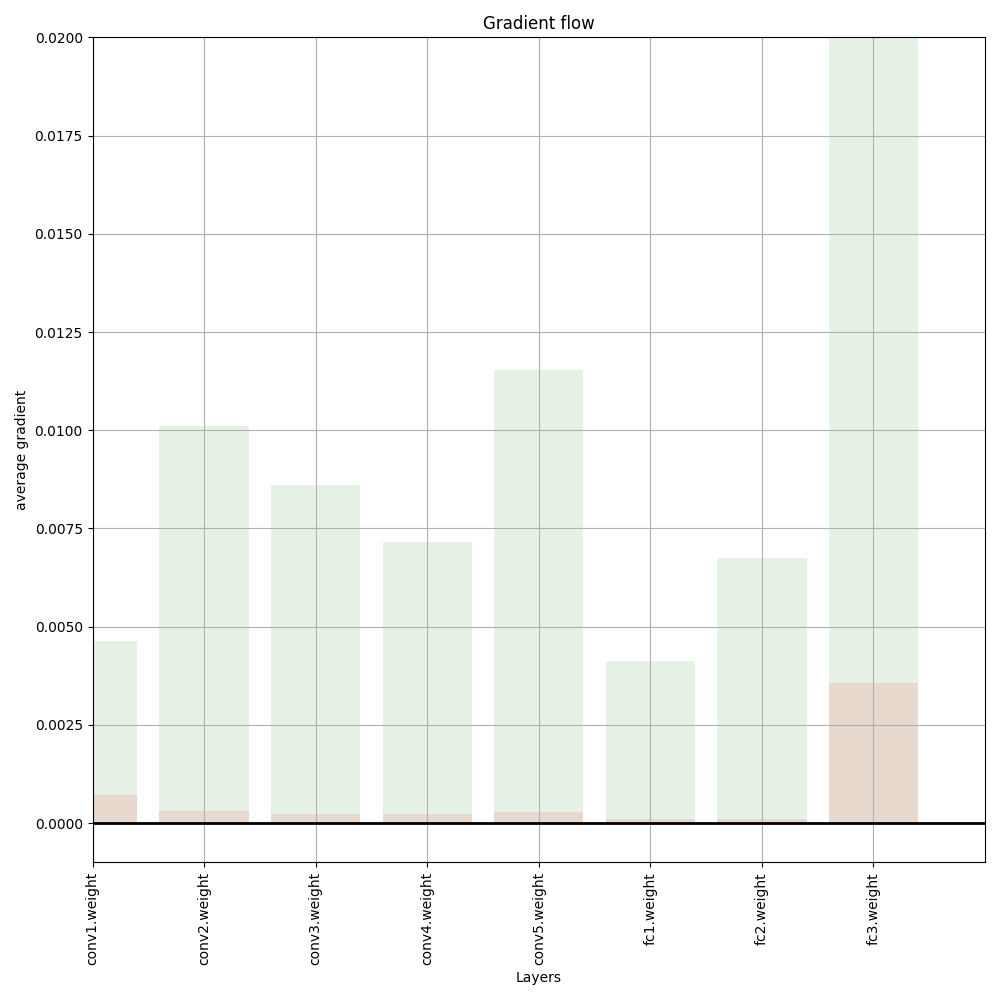 Gradient flow
0.0200
0.0175
0.0150
0.0125
0.0100
0.0075
0.0050
0.0025
0.0000
average gradient
conv1.weight
conv2.weight
conv3.weight
conv4.weight
conv5.weight
fc1.weight
fc2.weight
fc3.weight
Layers